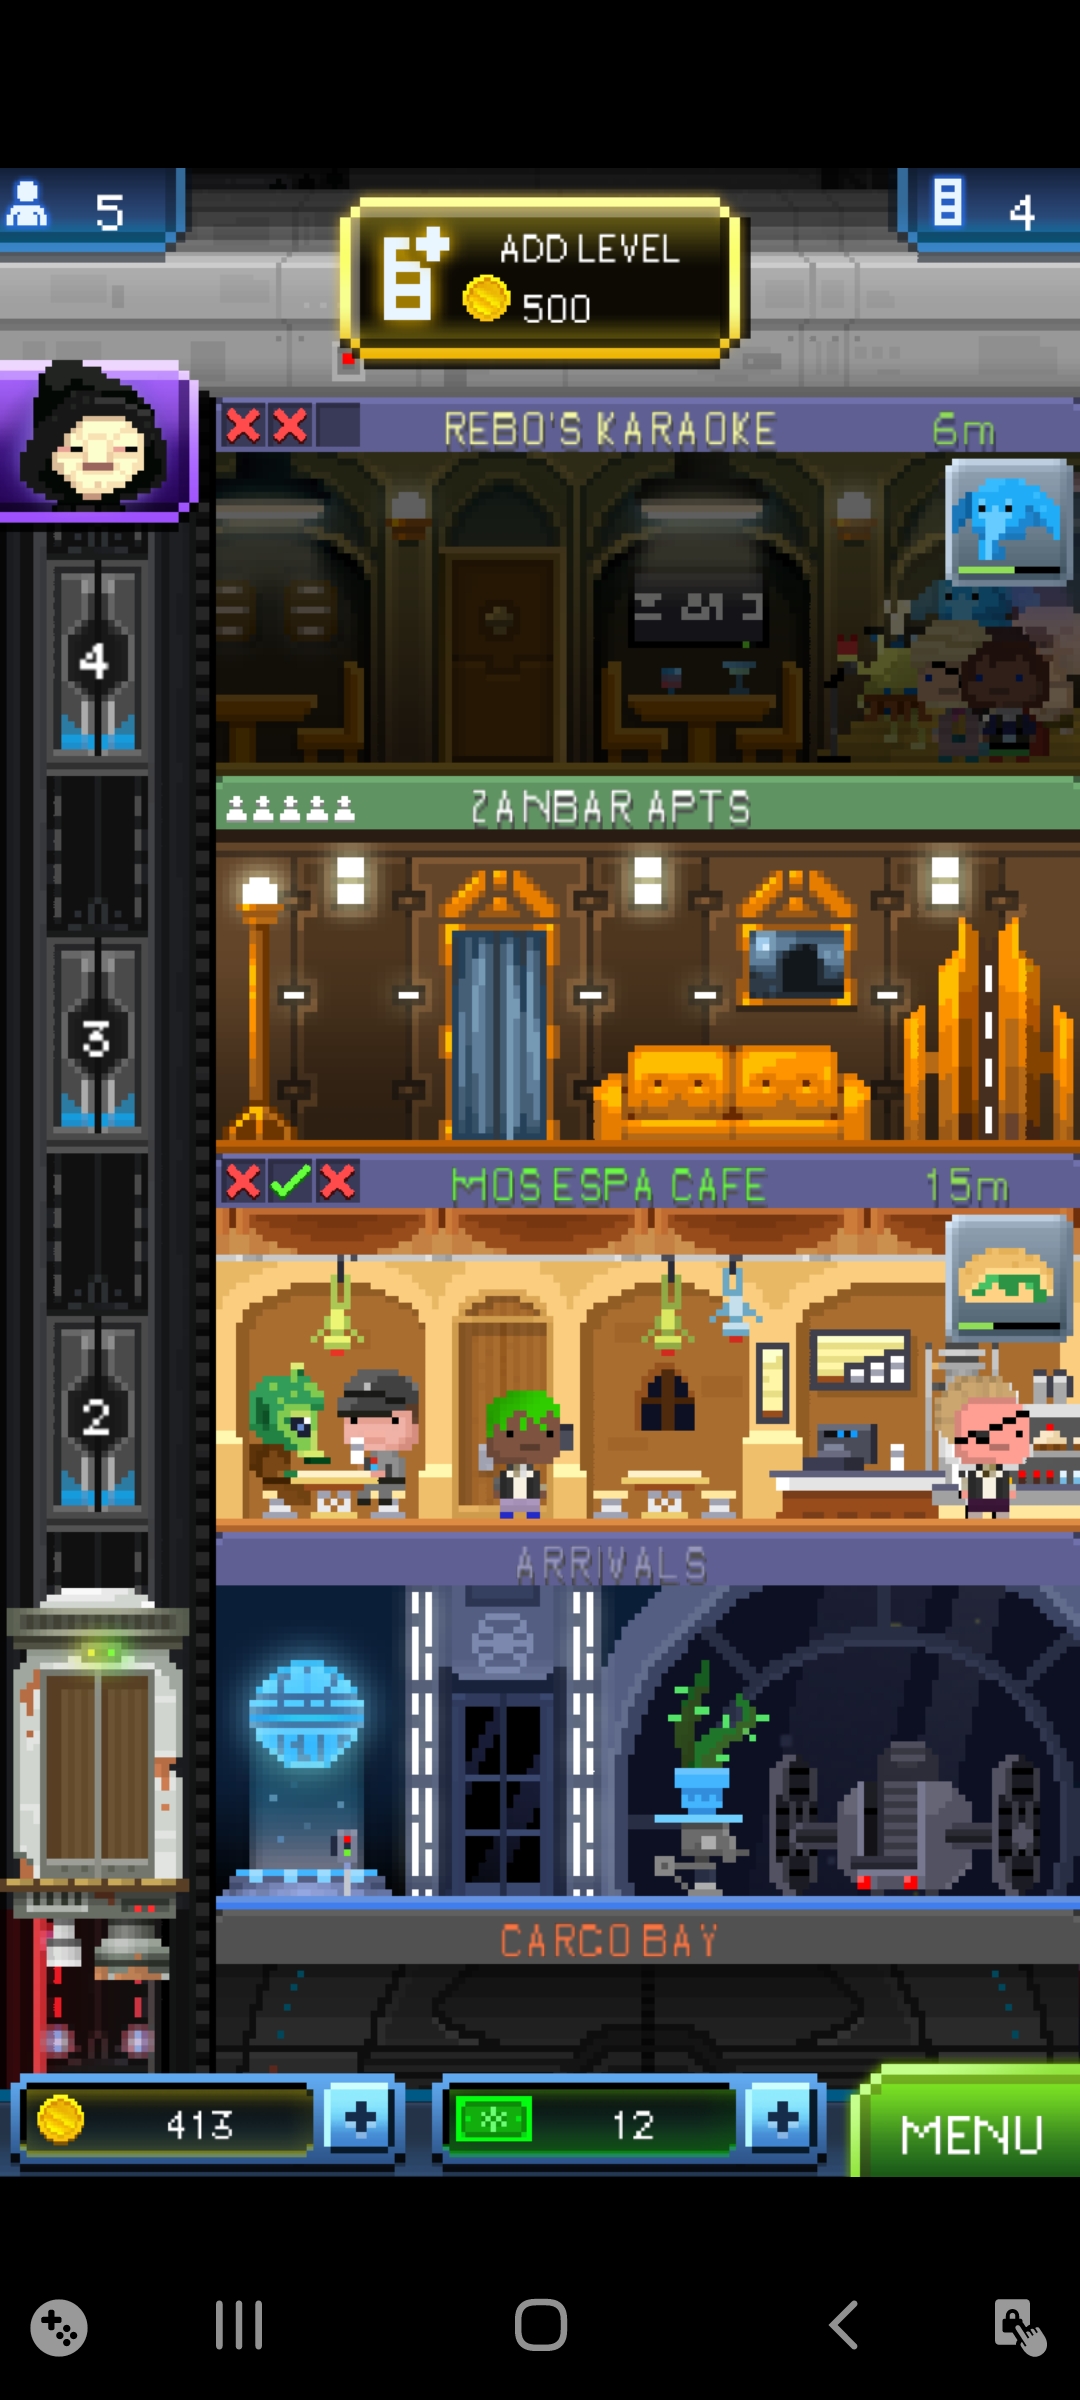 5
ADD LEVEL
500
4
REBO'S KARAOKE
6m
4
ZANBAR APTS
3
MOS ESPA CAFE
15m
2
ARRIVALS
CARGO BAY
413
12
MENU